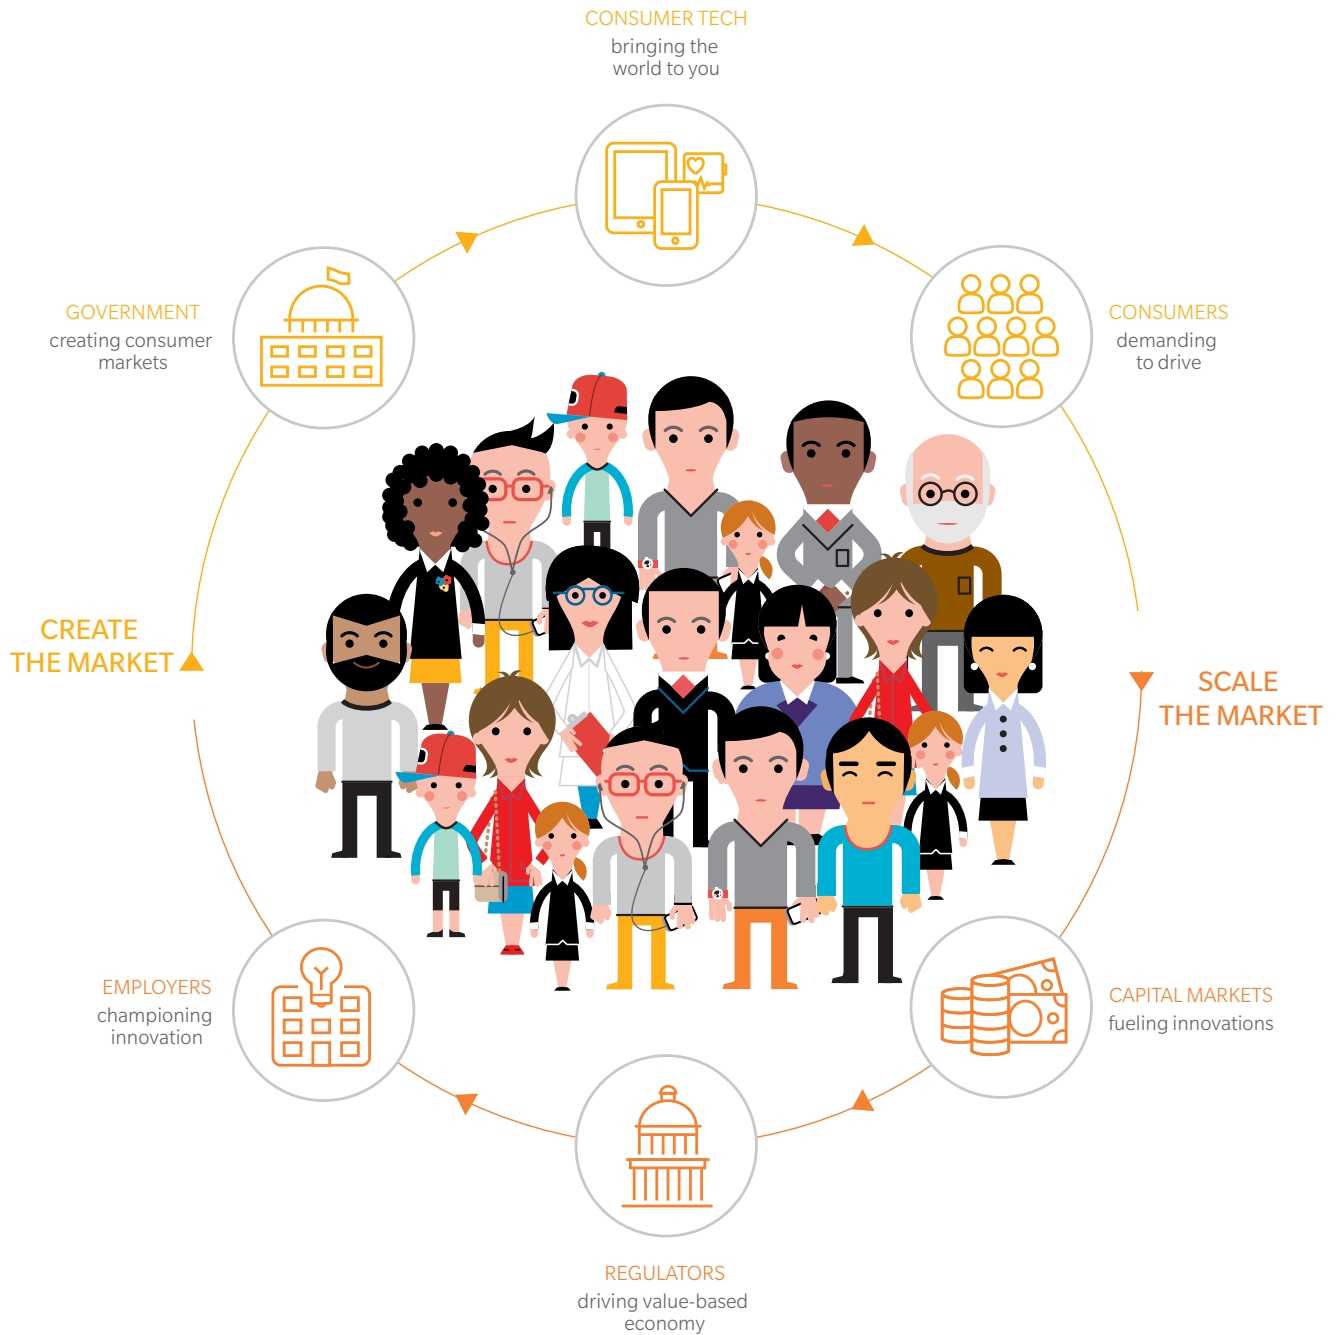 CONSUMER TECH
bringing the
world to you
GOVERNMENT
creating consumer
markets
CONSUMERS
demanding
to drive
CREATE
THE MARKET
SCALE
THE MARKET
EMPLOYERS
championing
innovation
CAPITAL MARKETS
fueling innovations
REGULATORS
driving value-based
economy